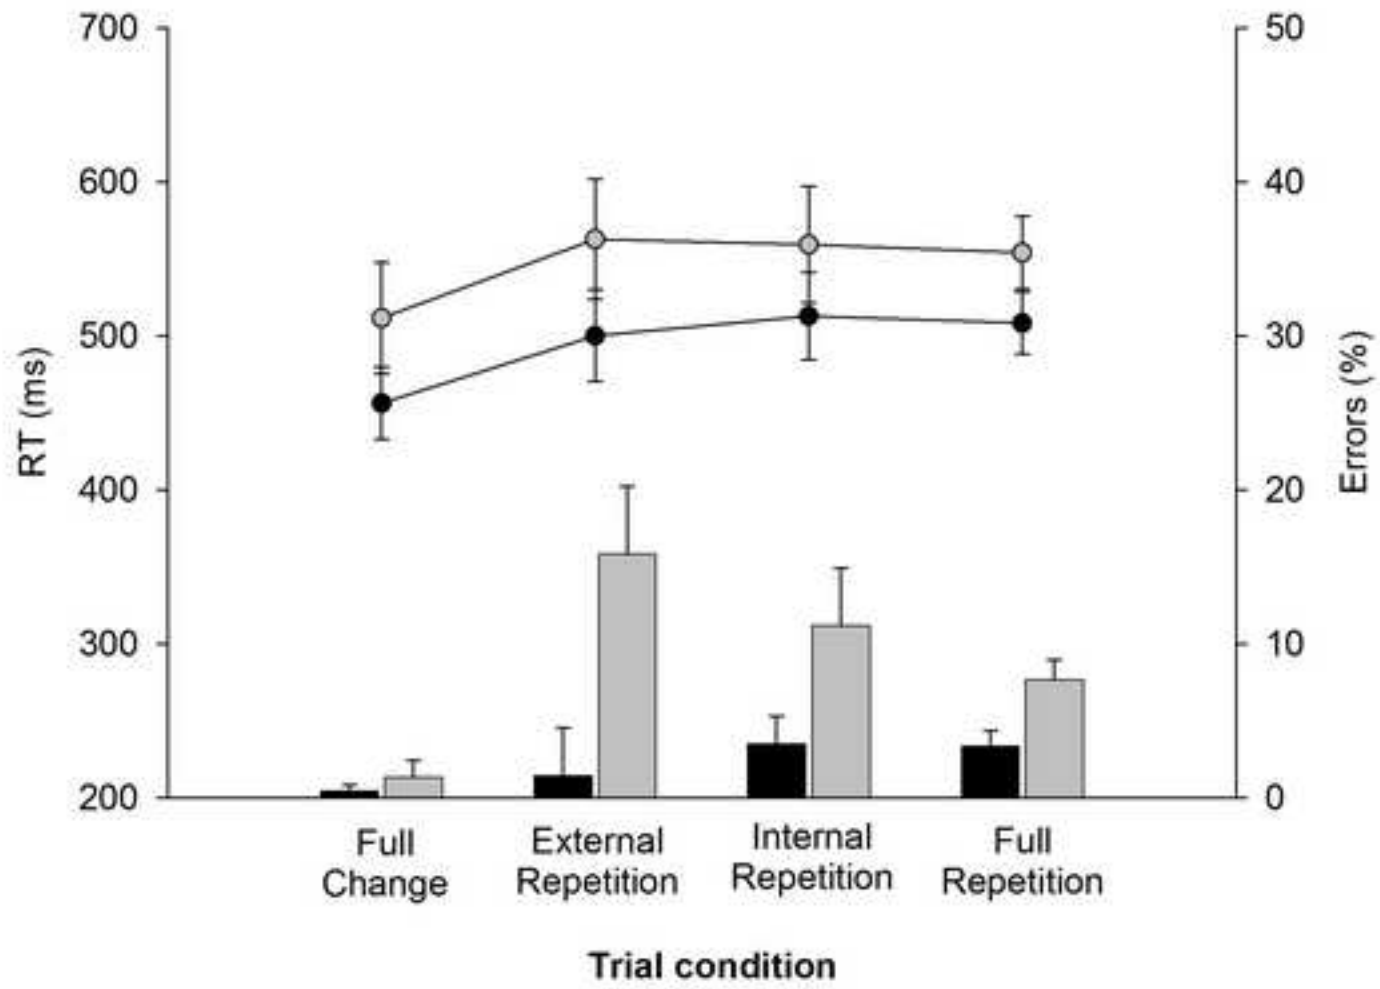 700
600
500
400
300
200
RT (ms)
50
40
30
20
10
0
Errors (%)
Full
Change
External
Repetition
Internal
Repetition
Full
Repetition
Trial condition